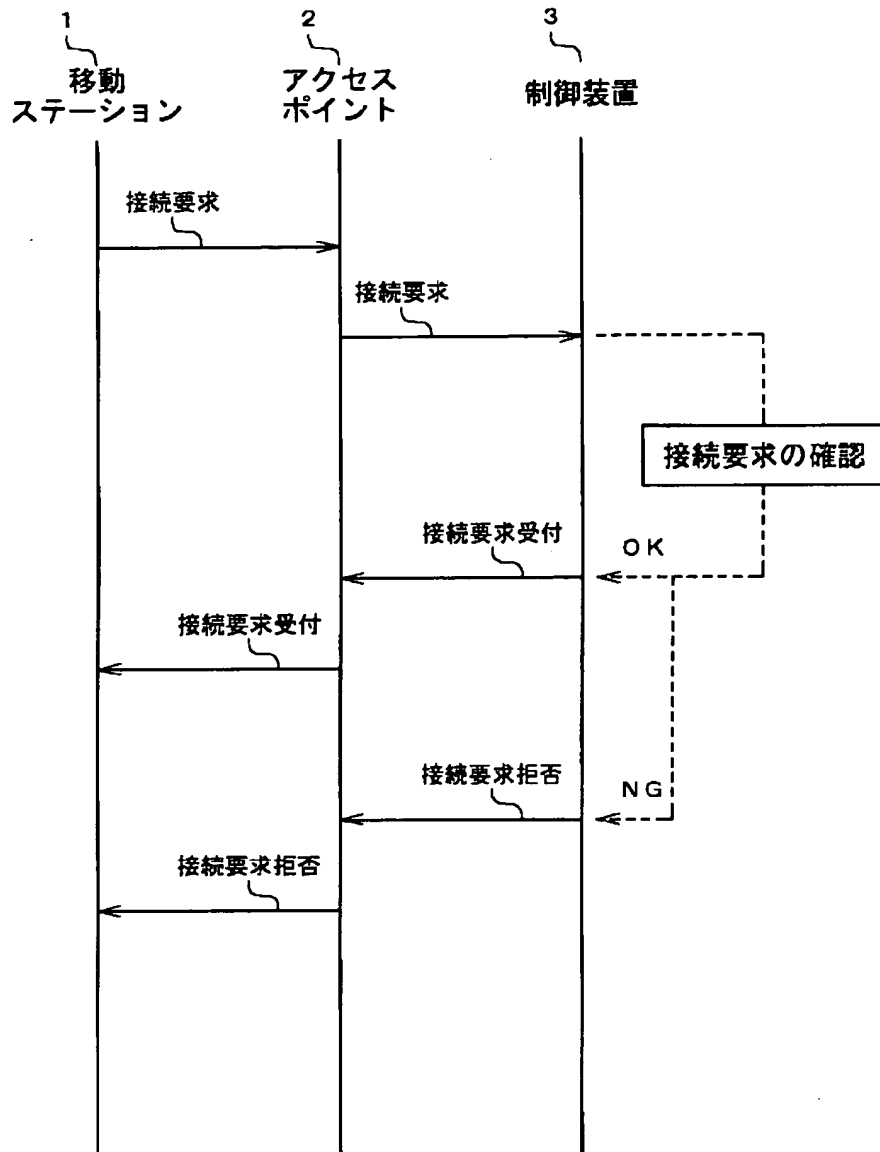 1
移動
ステーション
2
アクセス
ポイント
3
制御装置
接続要求
接続要求
接続要求の確認
接続要求受付
OK
接続要求受付
接続要求拒否
NG
接続要求拒否